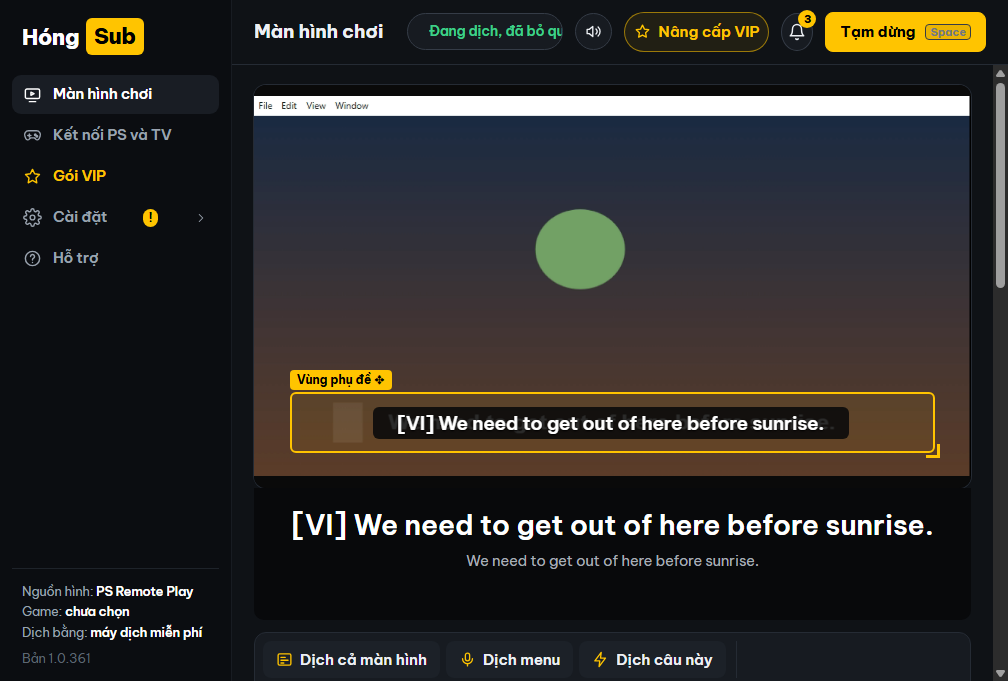 Hóng Sub
Màn hình chơi
Kết nối PS và TV
Gói VIP
Cài đặt !
Hỗ trợ
Nguồn hình: PS Remote Play
Game: chưa chọn
Dịch bằng: máy dịch miễn phí
Bản 1.0.361
Màn hình chơi
Đang dịch, đã bỏ
Nâng cấp VIP
3
Tạm dừng Space
File Edit View Window
Vùng phụ đề
[VI] We need to get out of here before sunrise.
[VI] We need to get out of here before sunrise.
We need to get out of here before sunrise.
Dịch cả màn hình
Dịch menu
Dịch câu này